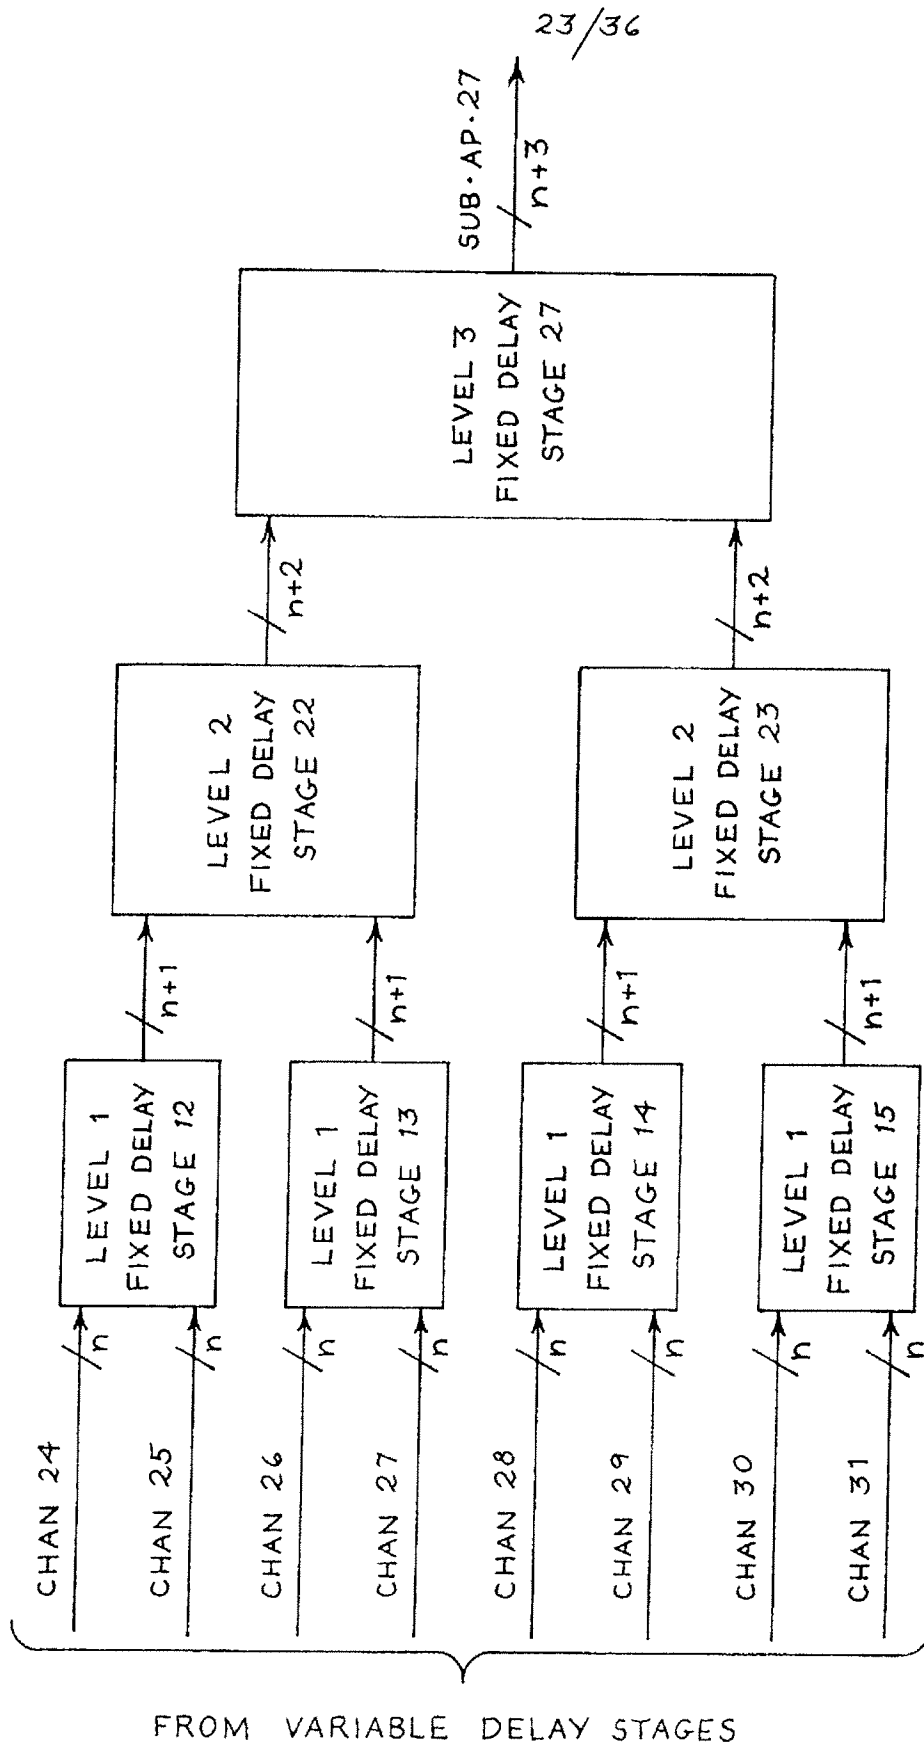 23/36
FROM VARIABLE DELAY STAGES
CHAN 24
n
CHAN 25
n
CHAN 26
n
CHAN 27
n
CHAN 28
n
CHAN 29
n
CHAN 30
n
CHAN 31
n
LEVEL 1
FIXED DELAY
STAGE 12
n+1
LEVEL 1
FIXED DELAY
STAGE 13
n+1
LEVEL 1
FIXED DELAY
STAGE 14
n+1
LEVEL 1
FIXED DELAY
STAGE 15
n+1
LEVEL 2
FIXED DELAY
STAGE 22
n+2
LEVEL 2
FIXED DELAY
STAGE 23
n+2
LEVEL 3
FIXED DELAY
STAGE 27
SUB·AP·27
n+3